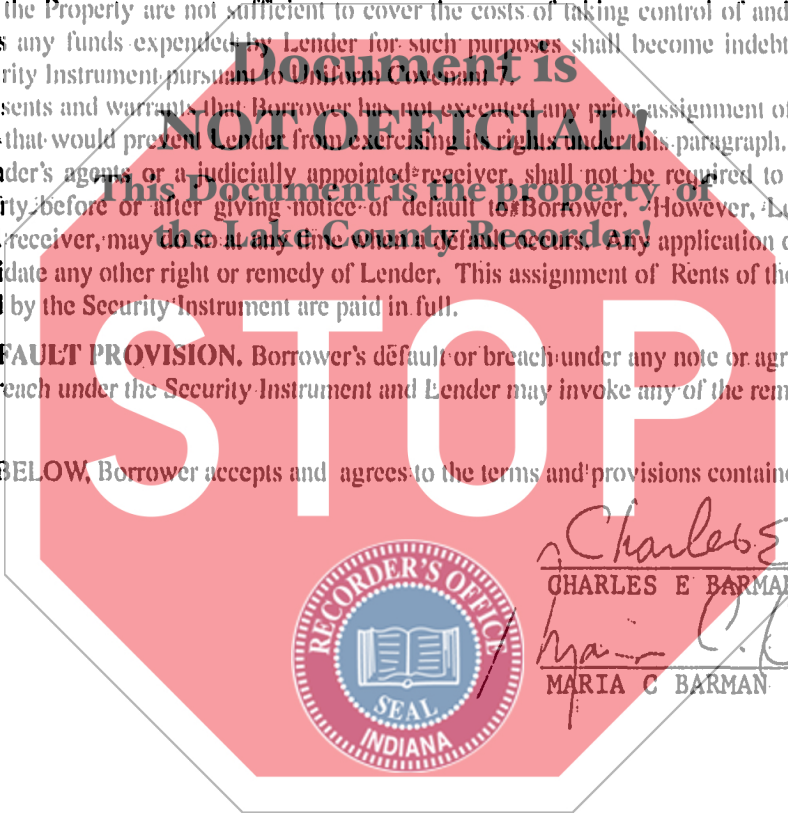 the Property are not sufficient to cover the costs of taking control of and
any funds expended by Lender for such purposes shall become indebt
rity Instrument pursuant to Uniform Covenant 7.
Document is
sents and warrants that Borrower has not executed any prior assignment of
NOT OFFICIAL!
that would prevent Lender from exercising its rights under this paragraph.
der's agents or a judicially appointed receiver, shall not be required to
This Document is the property of
rty before or after giving notice of default to Borrower. However, Le
the Lake County Recorder!
receiver, may do so at any time when a default occurs. Any application o
idate any other right or remedy of Lender. This assignment of Rents of the
by the Security Instrument are paid in full.
FAULT PROVISION. Borrower's default or breach under any note or agr
reach under the Security Instrument and Lender may invoke any of the rem
STOP
BELOW, Borrower accepts and agrees to the terms and provisions containe
Charles E
CHARLES E BARMAN
MARIA C BARMAN
RECORDER'S OFFICE
SEAL
INDIANA